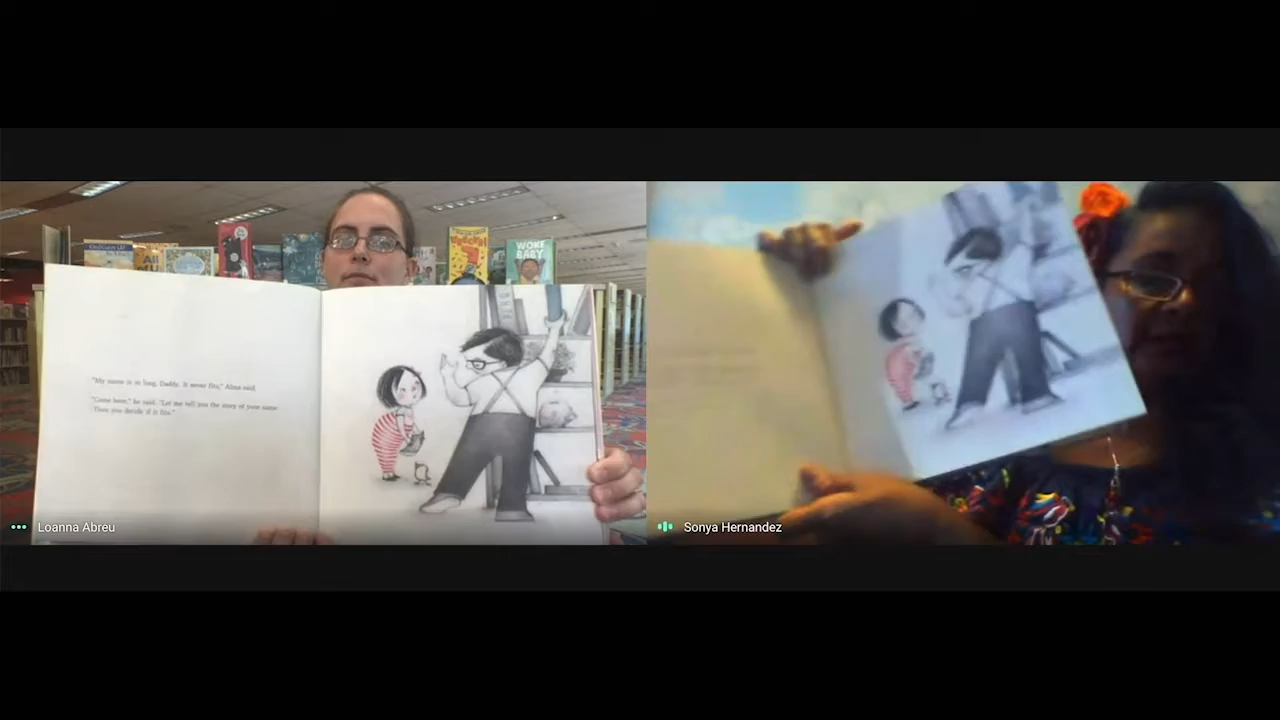 WOKE
BABY
"My name is so long, Daddy. It never fits," Alma said.
"Come here," he said. "Let me tell you the story of your name.
Then you decide if it fits."
Loanna Abreu
Sonya Hernandez